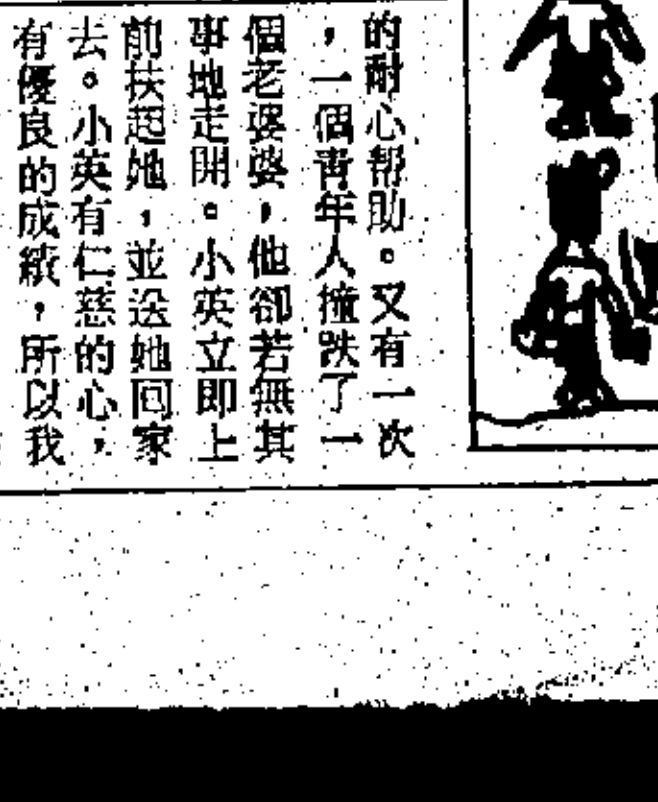 的耐心帮助。又有一次
，一個青年人撞跌了一
個老婆婆，他卻若無其
事地走開。小英立即上
前扶起她，並送她回家
去。小英有仁慈的心，
有優良的成績，所以我